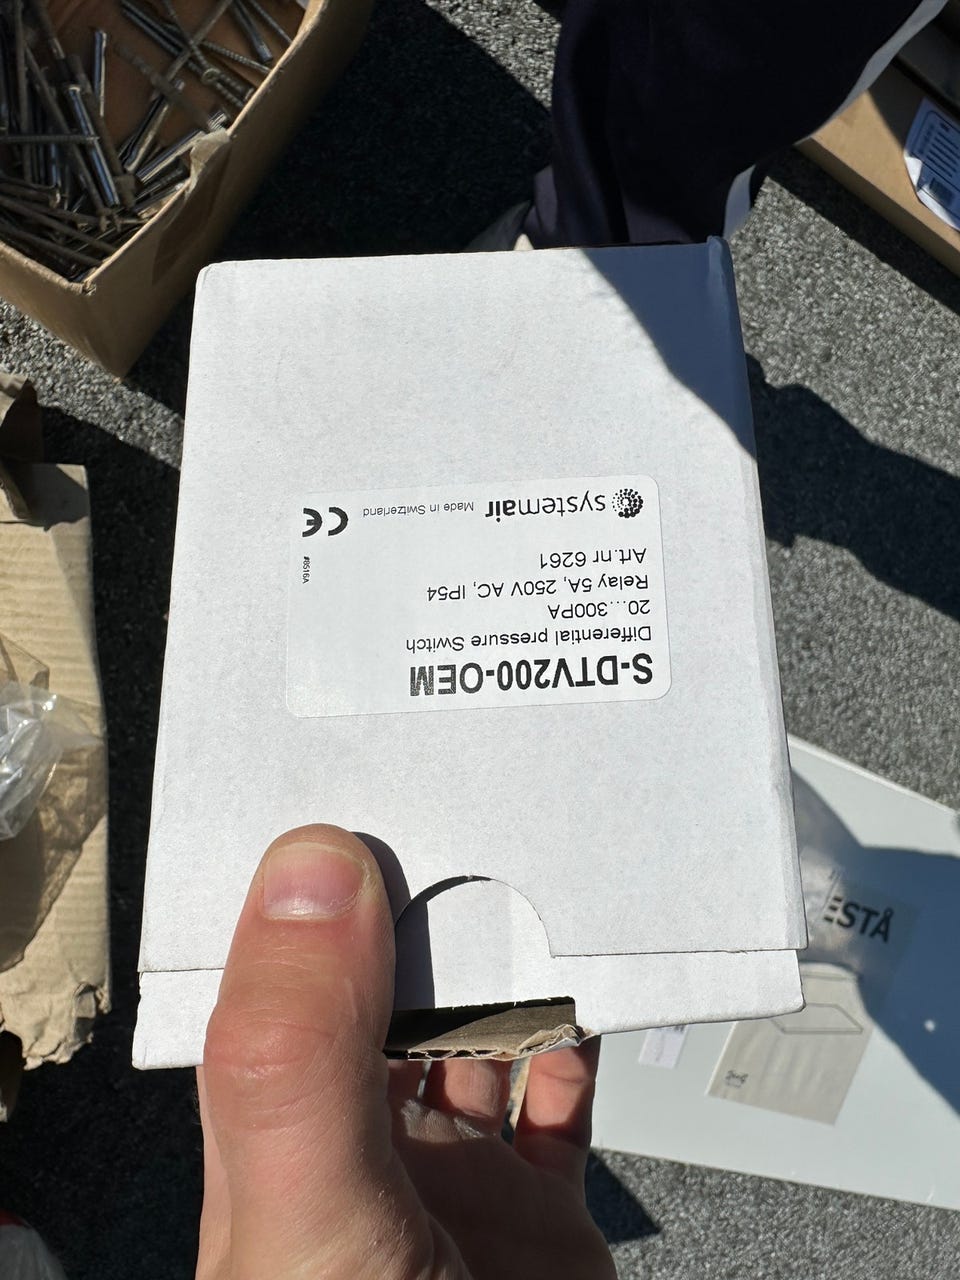 S-DTV200-OEM
Differential pressure Switch
20...300PA
Relay 5A, 250V AC, IP54
Art.nr 6261
systemair Made in Switzerland CE
#8516A
ESTÅ